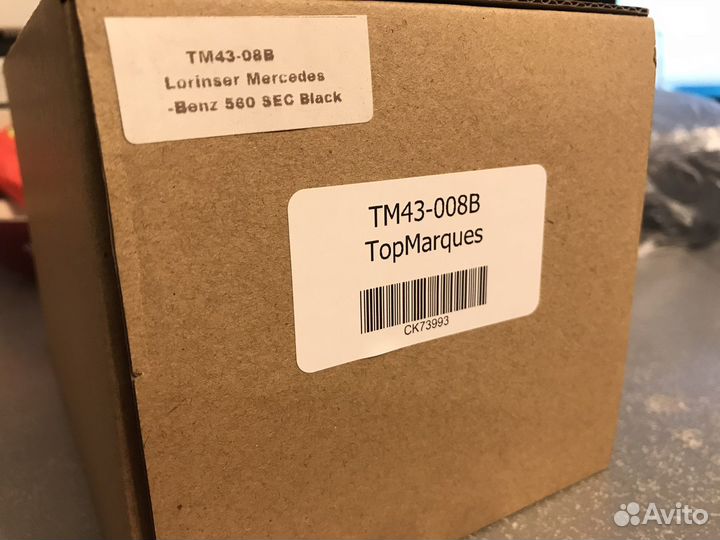 TM43-08B
Lorinser Mercedes
-Benz 560 SEC Black
TM43-008B
TopMarques
CK73993
Avito